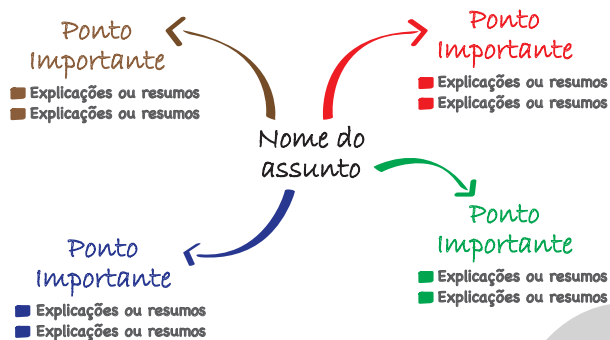 Ponto
Importante
Explicações ou resumos
Explicações ou resumos
Ponto
Importante
Explicações ou resumos
Explicações ou resumos
Nome do
assunto
Ponto
Importante
Explicações ou resumos
Explicações ou resumos
Ponto
Importante
Explicações ou resumos
Explicações ou resumos